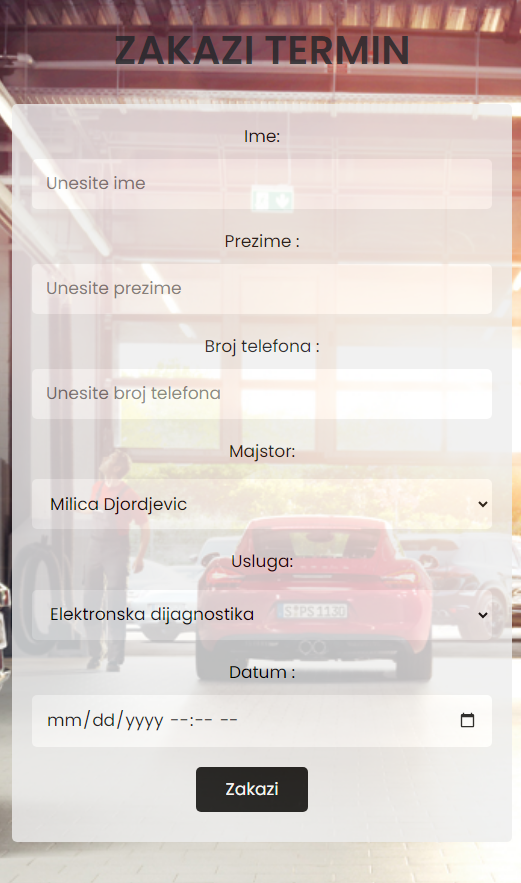 ZAKAZI TERMIN
Ime:
Unesite ime
Prezime :
Unesite prezime
Broj telefona :
Unesite broj telefona
Majstor:
Milica Djordjevic
Usluga:
Elektronska dijagnostika
Datum :
mm/dd/yyyy --:-- --
Zakazi